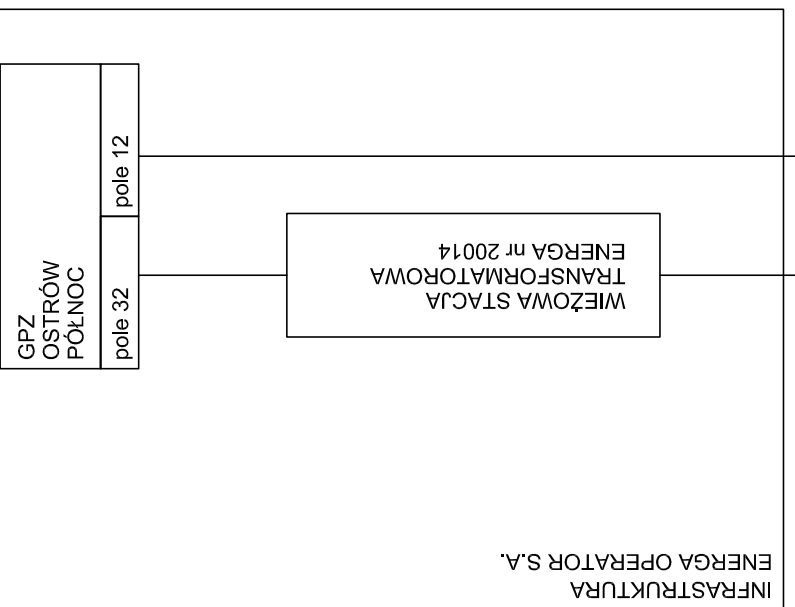 GPZ
OSTRÓW
PÓŁNOC
pole 12
pole 32
WIEŻOWA STACJA
TRANSFORMATOROWA
ENERGA nr 20014
INFRASTRUKTURA
ENERGA OPERATOR S.A.